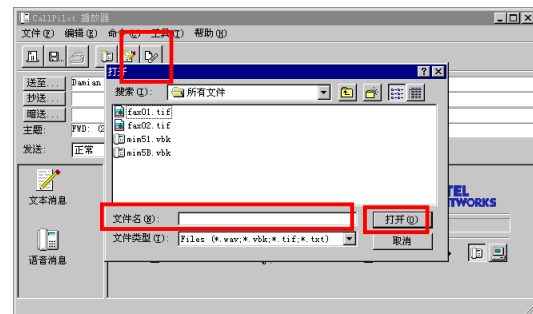 CallPilot 播放器
文件(F) 编辑(E) 命令(C) 工具(T) 帮助(H)
打开
送至... Damian
搜索(I): 所有文件
抄送...
暗送...
fax01.tif
fax02.tif
主题: FWD: (2
mim51.vbk
mim5B.vbk
发送: 正常
文本消息
TEL
TWORKS
文件名(N): 打开(O)
文件类型(T): Files (*.wav;*.vbk;*.tif;*.txt) 取消
语音消息